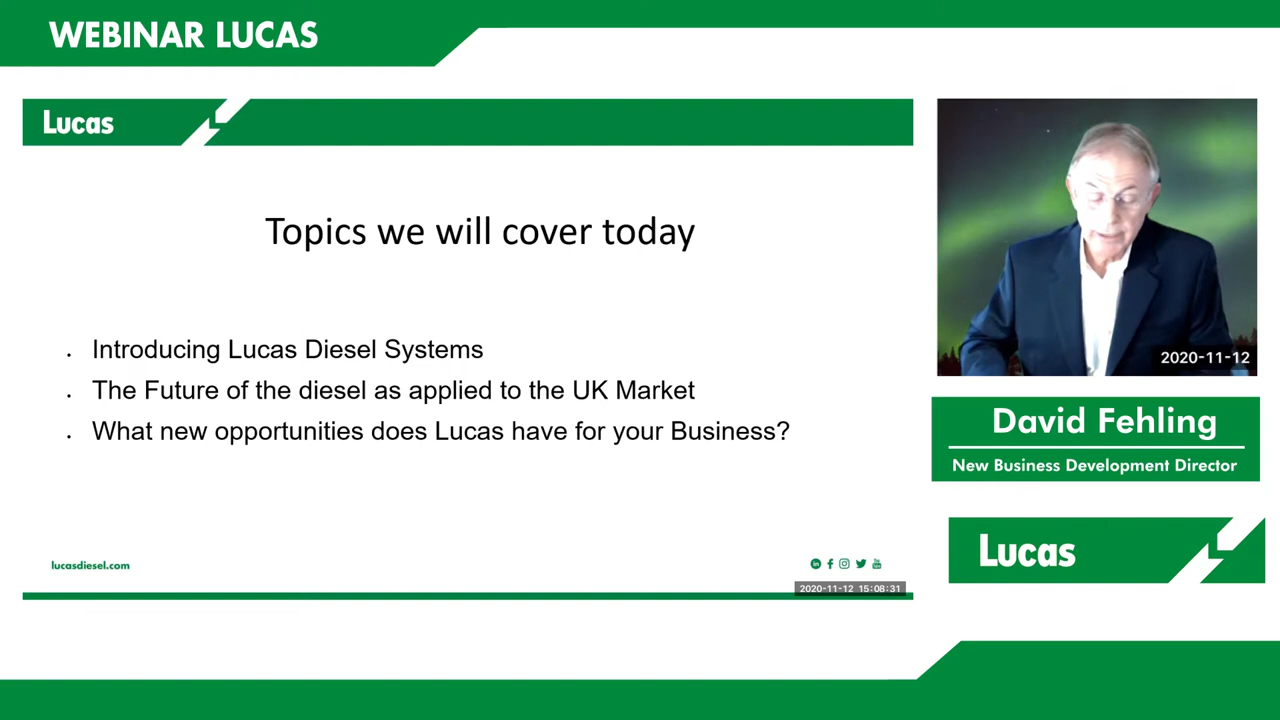 WEBINAR LUCAS
Lucas
Topics we will cover today
. Introducing Lucas Diesel Systems
. The Future of the diesel as applied to the UK Market
. What new opportunities does Lucas have for your Business?
lucasdiesel.com
2020-11-12 15:08:31
2020-11-12
David Fehling
New Business Development Director
Lucas